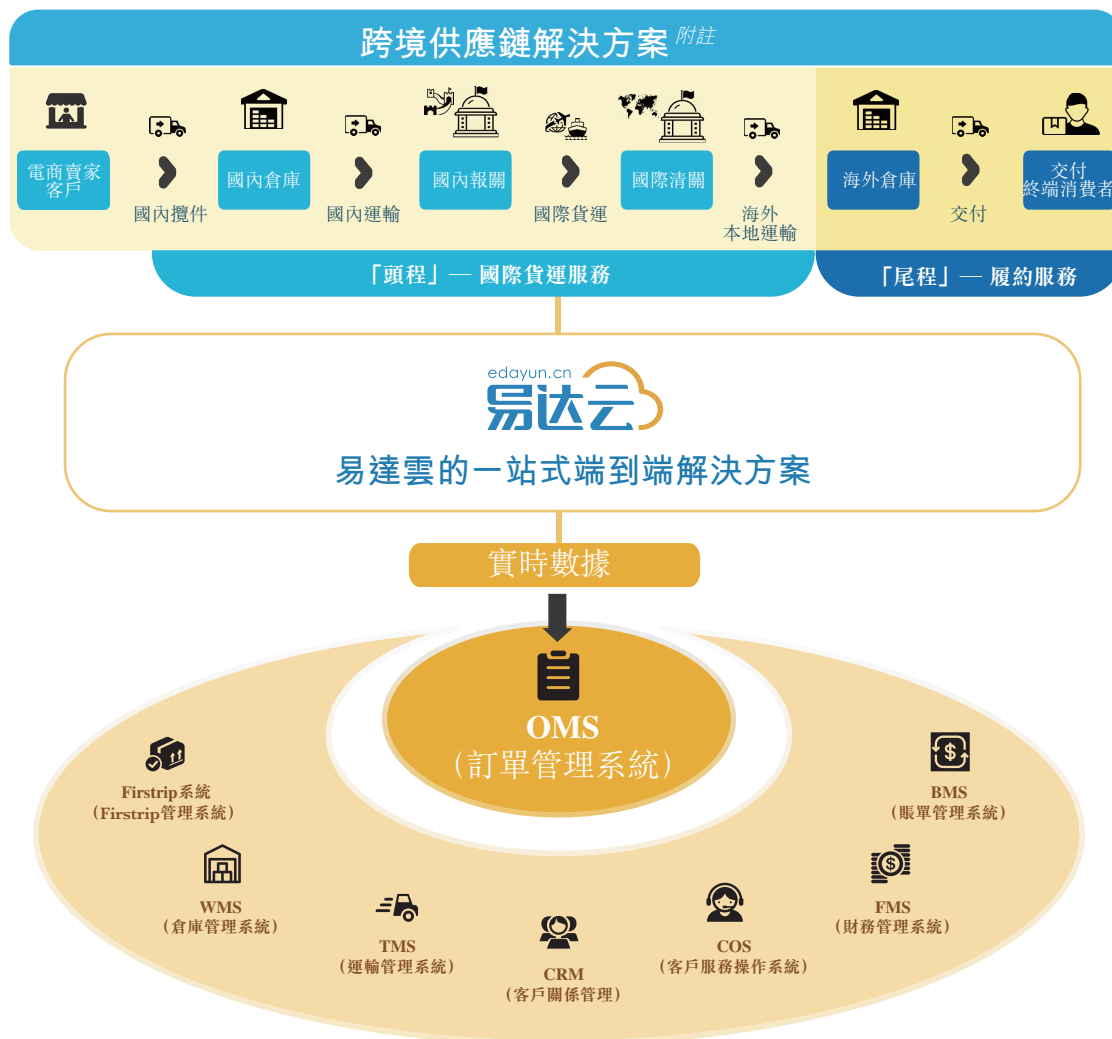 跨境供應鏈解決方案 附註
電商賣家
客戶
國內攬件
國內倉庫
國內運輸
國內報關
國際貨運
國際清關
海外
本地運輸
海外倉庫
交付
交付
終端消費者
「頭程」— 國際貨運服務
「尾程」— 履約服務
edayun.cn
易达云
易達雲的一站式端到端解決方案
實時數據
OMS
（訂單管理系統）
Firstrip系統
（Firstrip管理系統）
BMS
（賬單管理系統）
WMS
（倉庫管理系統）
FMS
（財務管理系統）
TMS
（運輸管理系統）
COS
（客戶服務操作系統）
CRM
（客戶關係管理）